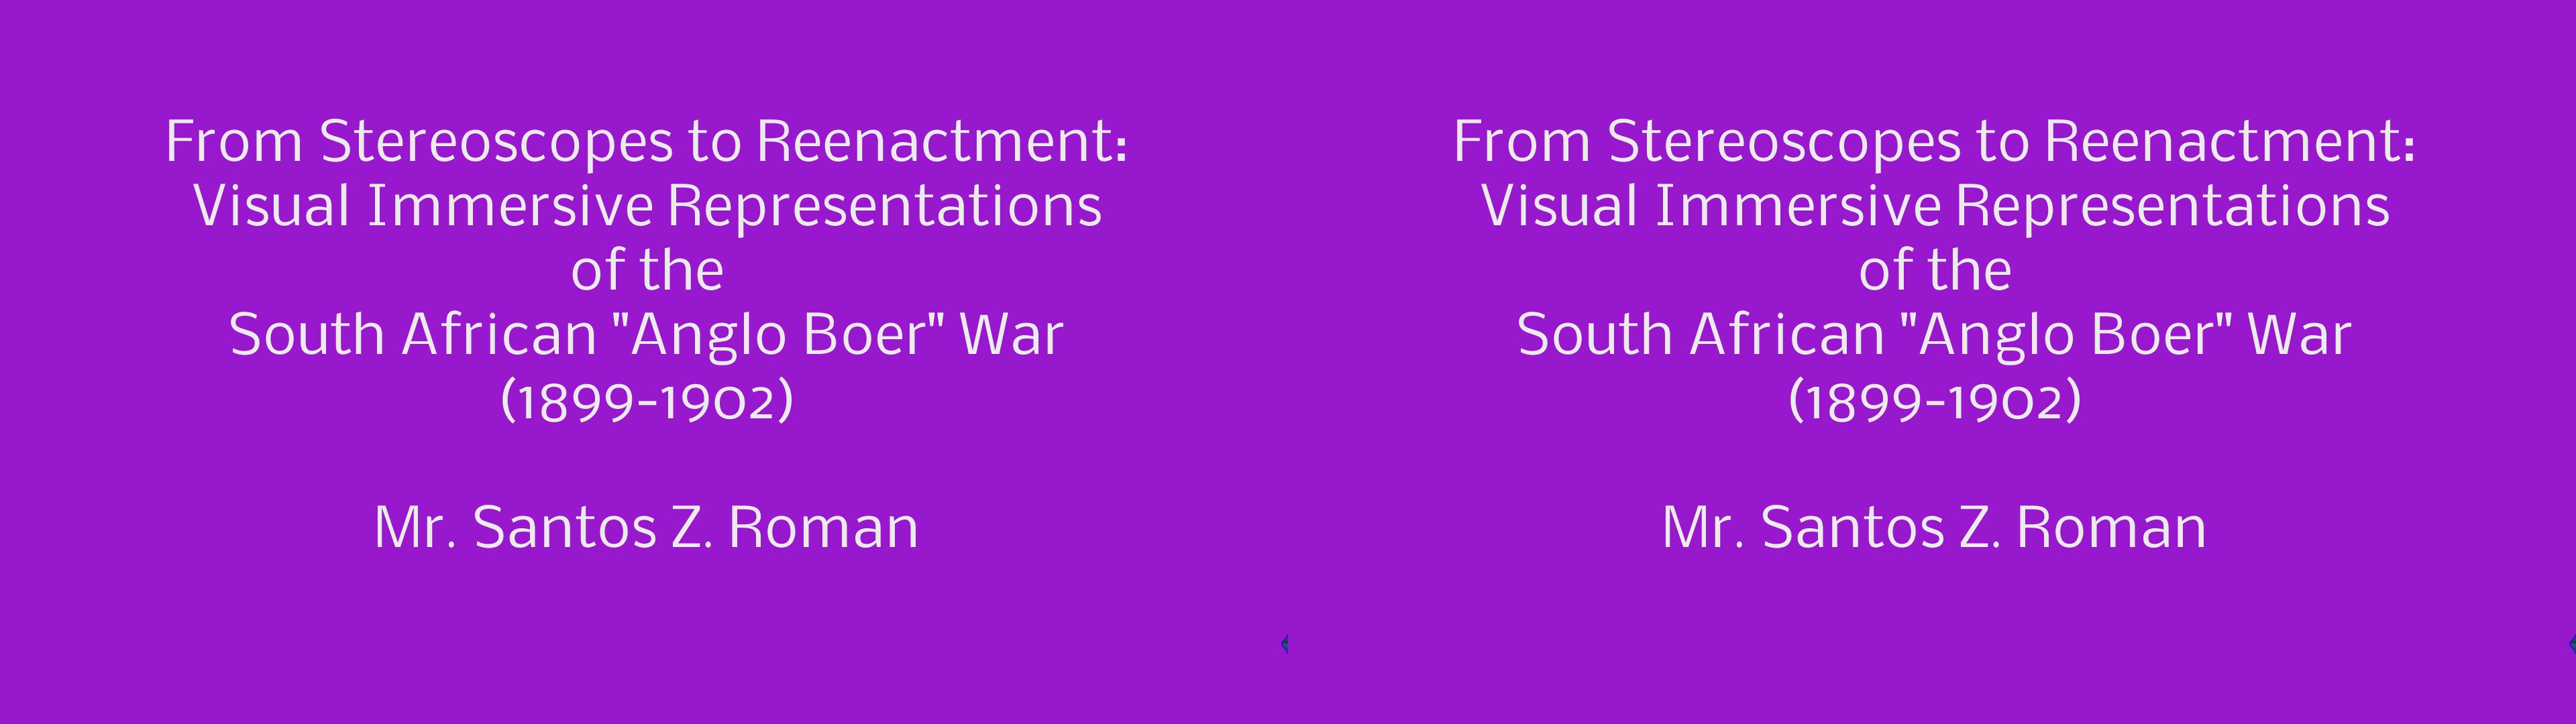 From Stereoscopes to Reenactment:
Visual Immersive Representations
of the
South African "Anglo Boer" War
(1899-1902)
Mr. Santos Z. Roman
From Stereoscopes to Reenactment:
Visual Immersive Representations
of the
South African "Anglo Boer" War
(1899-1902)
Mr. Santos Z. Roman